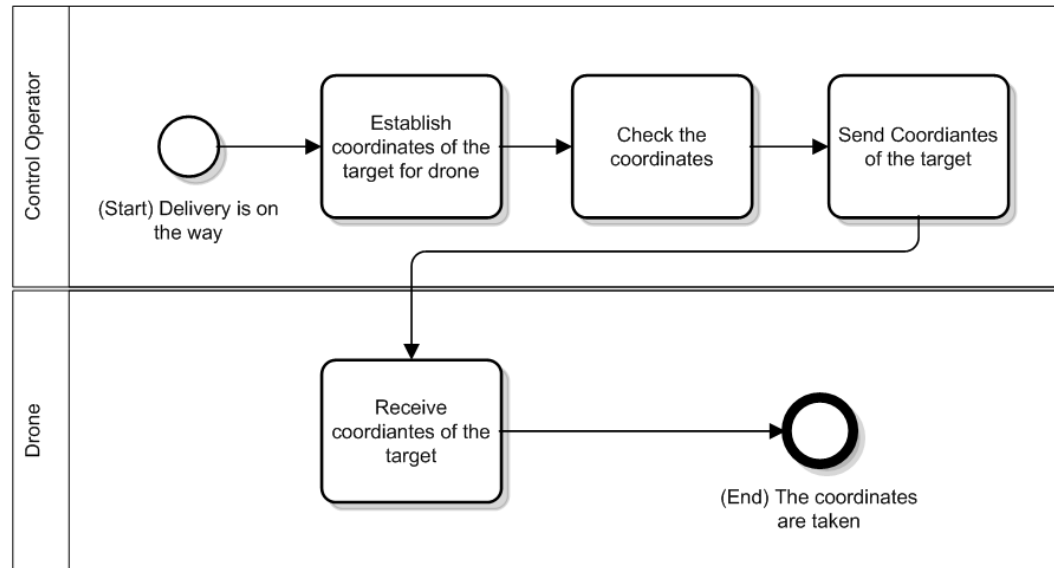 Control Operator
(Start) Delivery is on
the way
Establish
coordinates of the
target for drone
Check the
coordinates
Send Coordiantes
of the target
Drone
Receive
coordiantes of the
target
(End) The coordinates
are taken